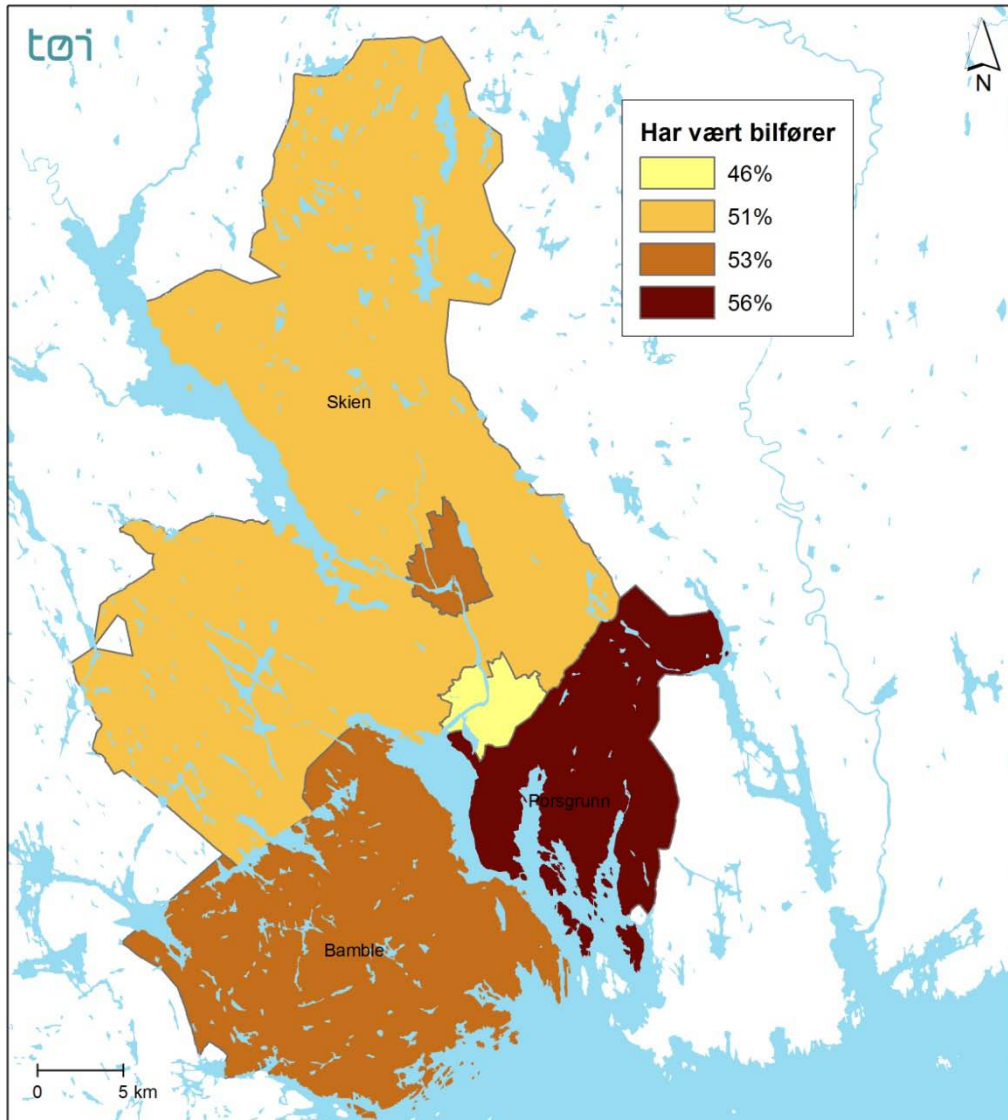 tøi
N
Har vært bilfører
46%
51%
53%
56%
Skien
Porsgrunn
Bamble
0 5 km